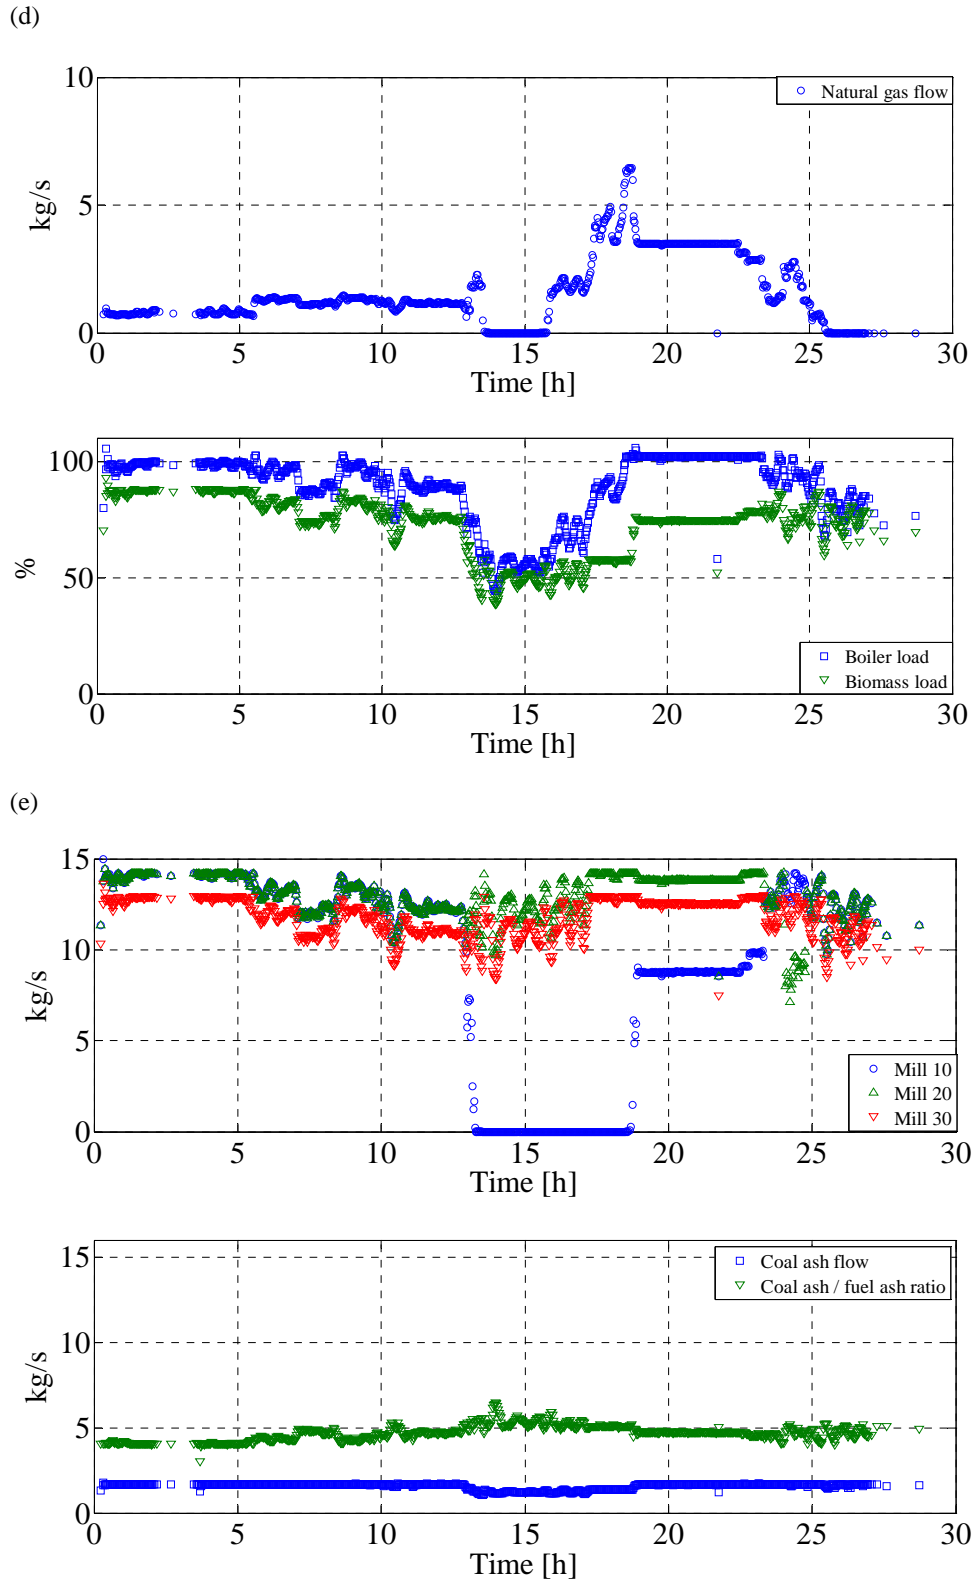 (d)
10
5
0
kg/s
Natural gas flow
0 5 10 15 20 25 30
Time [h]
100
50
0
%
Boiler load
Biomass load
0 5 10 15 20 25 30
Time [h]
(e)
15
10
5
0
kg/s
Mill 10
Mill 20
Mill 30
0 5 10 15 20 25 30
Time [h]
15
10
5
0
kg/s
Coal ash flow
Coal ash / fuel ash ratio
0 5 10 15 20 25 30
Time [h]